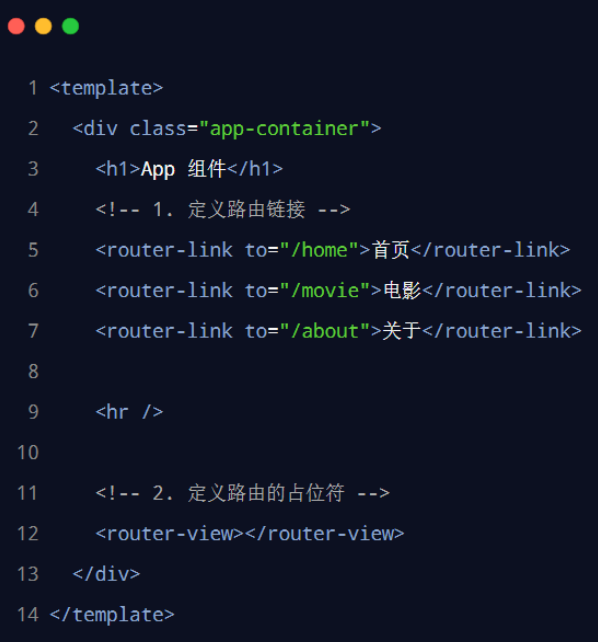 1 <template>
2   <div class="app-container">
3     <h1>App 组件</h1>
4     <!-- 1. 定义路由链接 -->
5     <router-link to="/home">首页</router-link>
6     <router-link to="/movie">电影</router-link>
7     <router-link to="/about">关于</router-link>
8
9     <hr />
10
11     <!-- 2. 定义路由的占位符 -->
12     <router-view></router-view>
13   </div>
14 </template>